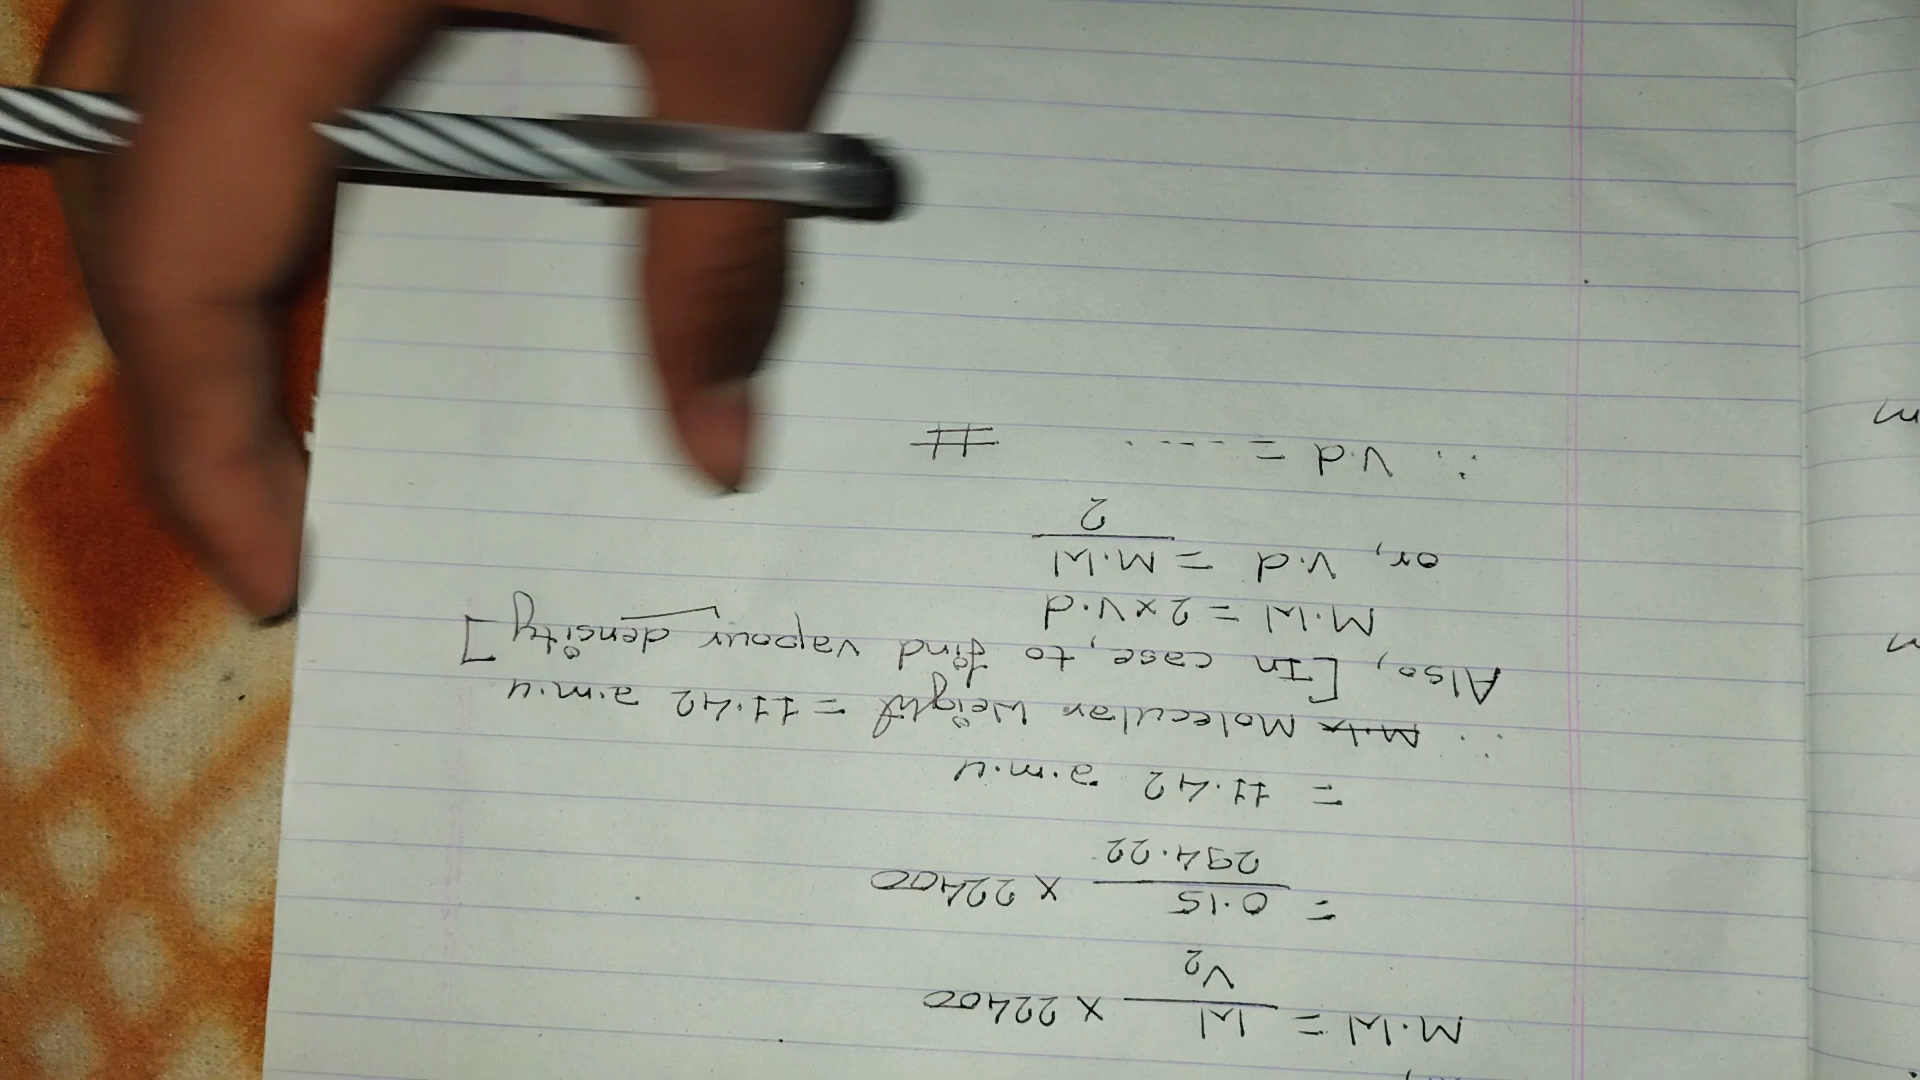 M.W = W/V₂ × 22400
= 0.15/294.22 × 22400
= 11.42 a.m.u
∴ Molecular Weight = 11.42 a.m.u
Also, [In case, to find vapour density]
M.W = 2×V.d
or, V.d = M.W/2
∴ V.d = ----- #